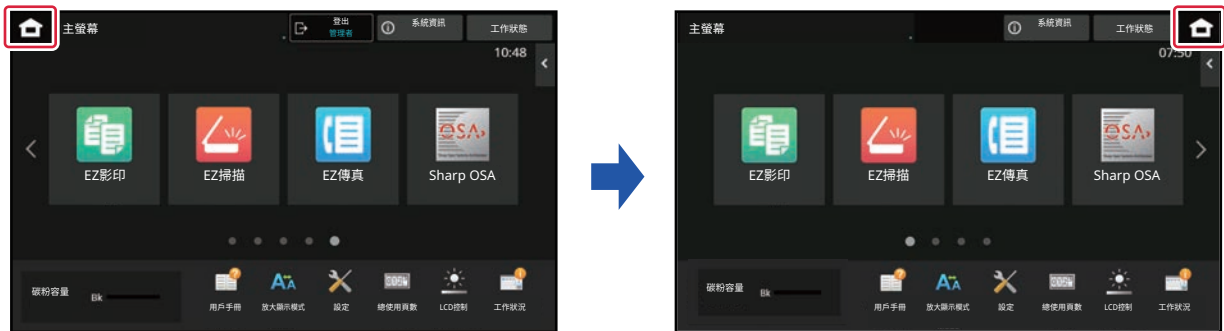 主螢幕
登出
管理者
系統資訊
工作狀態
10:48
EZ影印
EZ掃描
EZ傳真
OSA
Sharp OSA
碳粉容量
Bk
用戶手冊
放大顯示模式
設定
總使用頁數
LCD控制
工作狀況
主螢幕
系統資訊
工作狀態
07:50
EZ影印
EZ掃描
EZ傳真
OSA
Sharp OSA
碳粉容量
Bk
用戶手冊
放大顯示模式
設定
總使用頁數
LCD控制
工作狀況